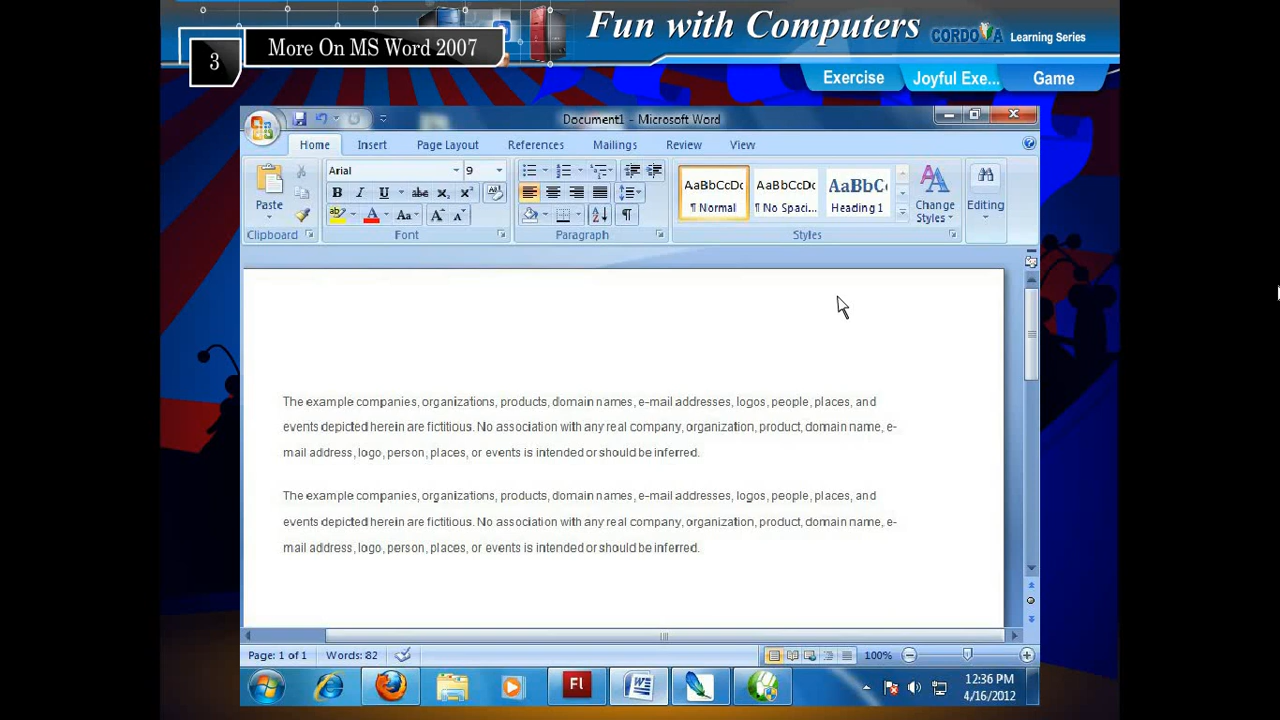 Fun with Computers
CORDOVA Learning Series
3
More On MS Word 2007
Exercise
Joyful Exe...
Game
Document1 - Microsoft Word
Home Insert Page Layout References Mailings Review View
Arial 9
Paste
B I U abc X₂ X²
ab A Aa A A
AaBbCcDc AaBbCcDc AaBbC
¶ Normal ¶ No Spaci... Heading 1
Change Styles
Editing
Clipboard Font Paragraph Styles
The example companies, organizations, products, domain names, e-mail addresses, logos, people, places, and
events depicted herein are fictitious. No association with any real company, organization, product, domain name, e-
mail address, logo, person, places, or events is intended or should be inferred.
The example companies, organizations, products, domain names, e-mail addresses, logos, people, places, and
events depicted herein are fictitious. No association with any real company, organization, product, domain name, e-
mail address, logo, person, places, or events is intended or should be inferred.
Page: 1 of 1 Words: 82 100%
Fl
12:36 PM
4/16/2012